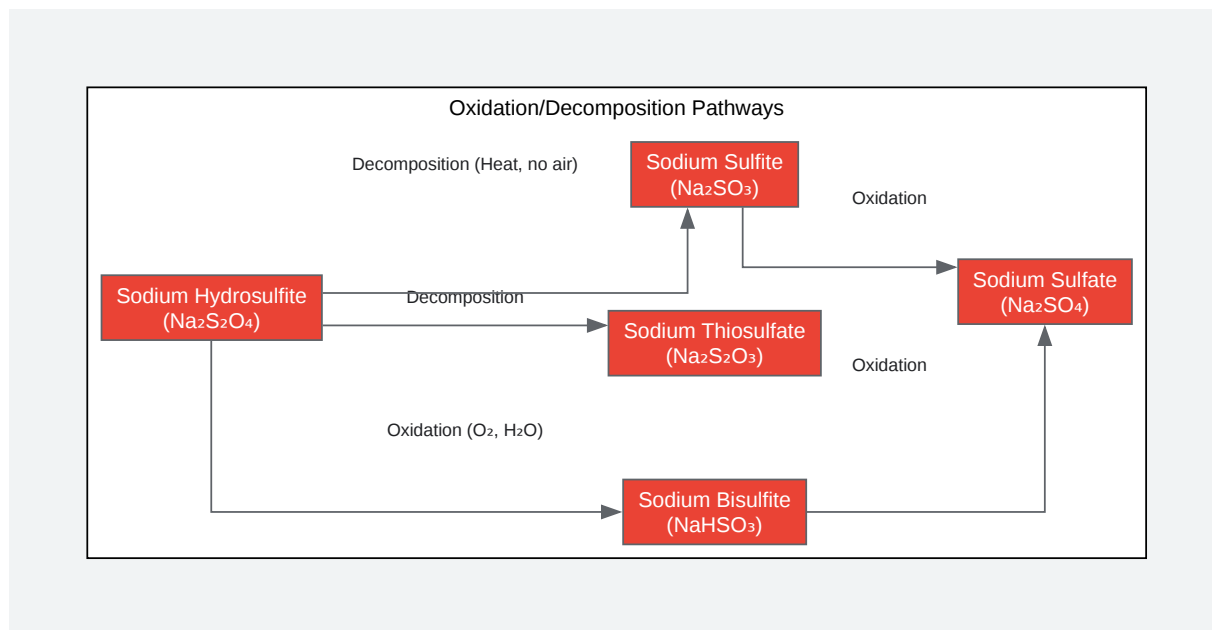 Oxidation/Decomposition Pathways
Decomposition (Heat, no air)
Sodium Sulfite
(Na₂SO₃)
Oxidation
Sodium Hydrosulfite
(Na₂S₂O₄)
Decomposition
Sodium Sulfate
(Na₂SO₄)
Sodium Thiosulfate
(Na₂S₂O₃)
Oxidation
Oxidation (O₂, H₂O)
Sodium Bisulfite
(NaHSO₃)